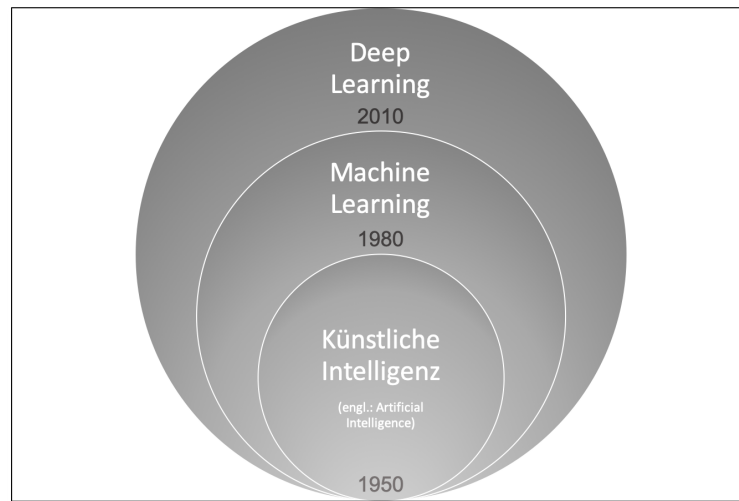 Deep
Learning
2010
Machine
Learning
1980
Künstliche
Intelligenz
(engl.: Artificial
Intelligence)
1950